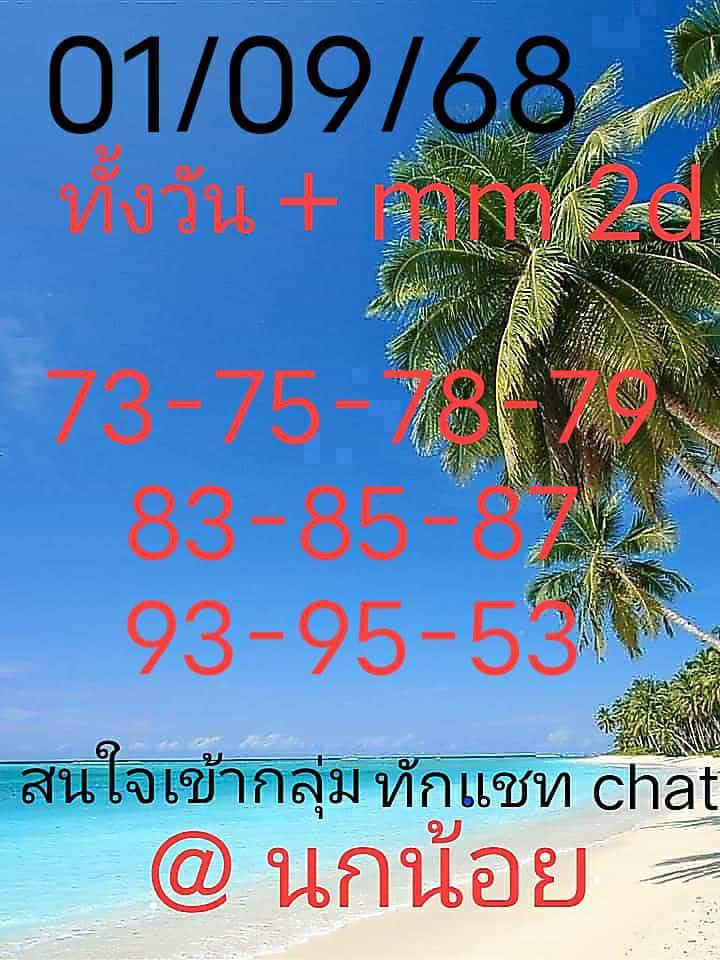 01/09/68
ทั้งวัน + mm 2d
73-75-78-79
83-85-87
93-95-53
สนใจเข้ากลุ่ม ทักแชท chat
@ นกน้อย